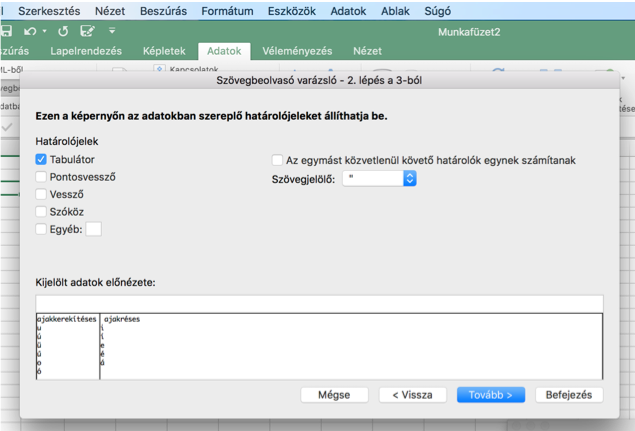 Szerkesztés Nézet Beszúrás Formátum Eszközök Adatok Ablak Súgó
Munkafüzet2
szúrás Lapelrendezés Képletek Adatok Véleményezés Nézet
ML-ből Kapcsolatok
Szövegbeolvasó varázsló - 2. lépés a 3-ból
Ezen a képernyőn az adatokban szereplő határolójeleket állíthatja be.
Határolójelek
Tabulátor
Az egymást közvetlenül követő határolók egynek számítanak
Pontosvessző
Szövegjelölő: "
Vessző
Szóköz
Egyéb:
Kijelölt adatok előnézete:
ajakkerekítéses ajakréses
u i
ú í
ü e
ű é
o á
ó
Mégse < Vissza Tovább > Befejezés